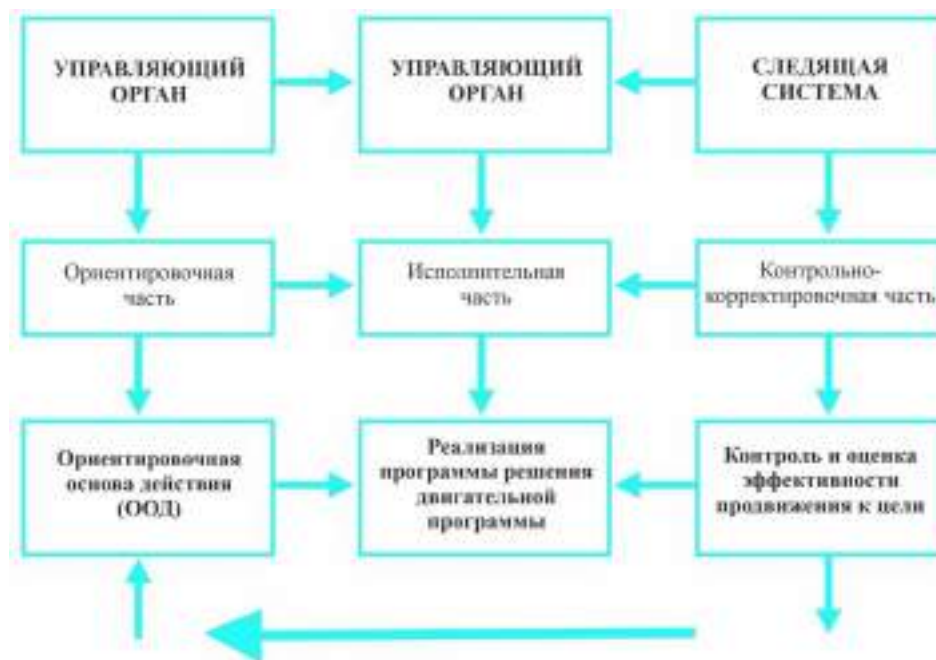 УПРАВЛЯЮЩИЙ
ОРГАН
УПРАВЛЯЮЩИЙ
ОРГАН
СЛЕДЯЩАЯ
СИСТЕМА
Ориентировочная
часть
Исполнительная
часть
Контрольно-
корректировочная часть
Ориентировочная
основа действия
(ООД)
Реализация
программы решения
двигательной
программы
Контроль и оценка
эффективности
продвижения к цели